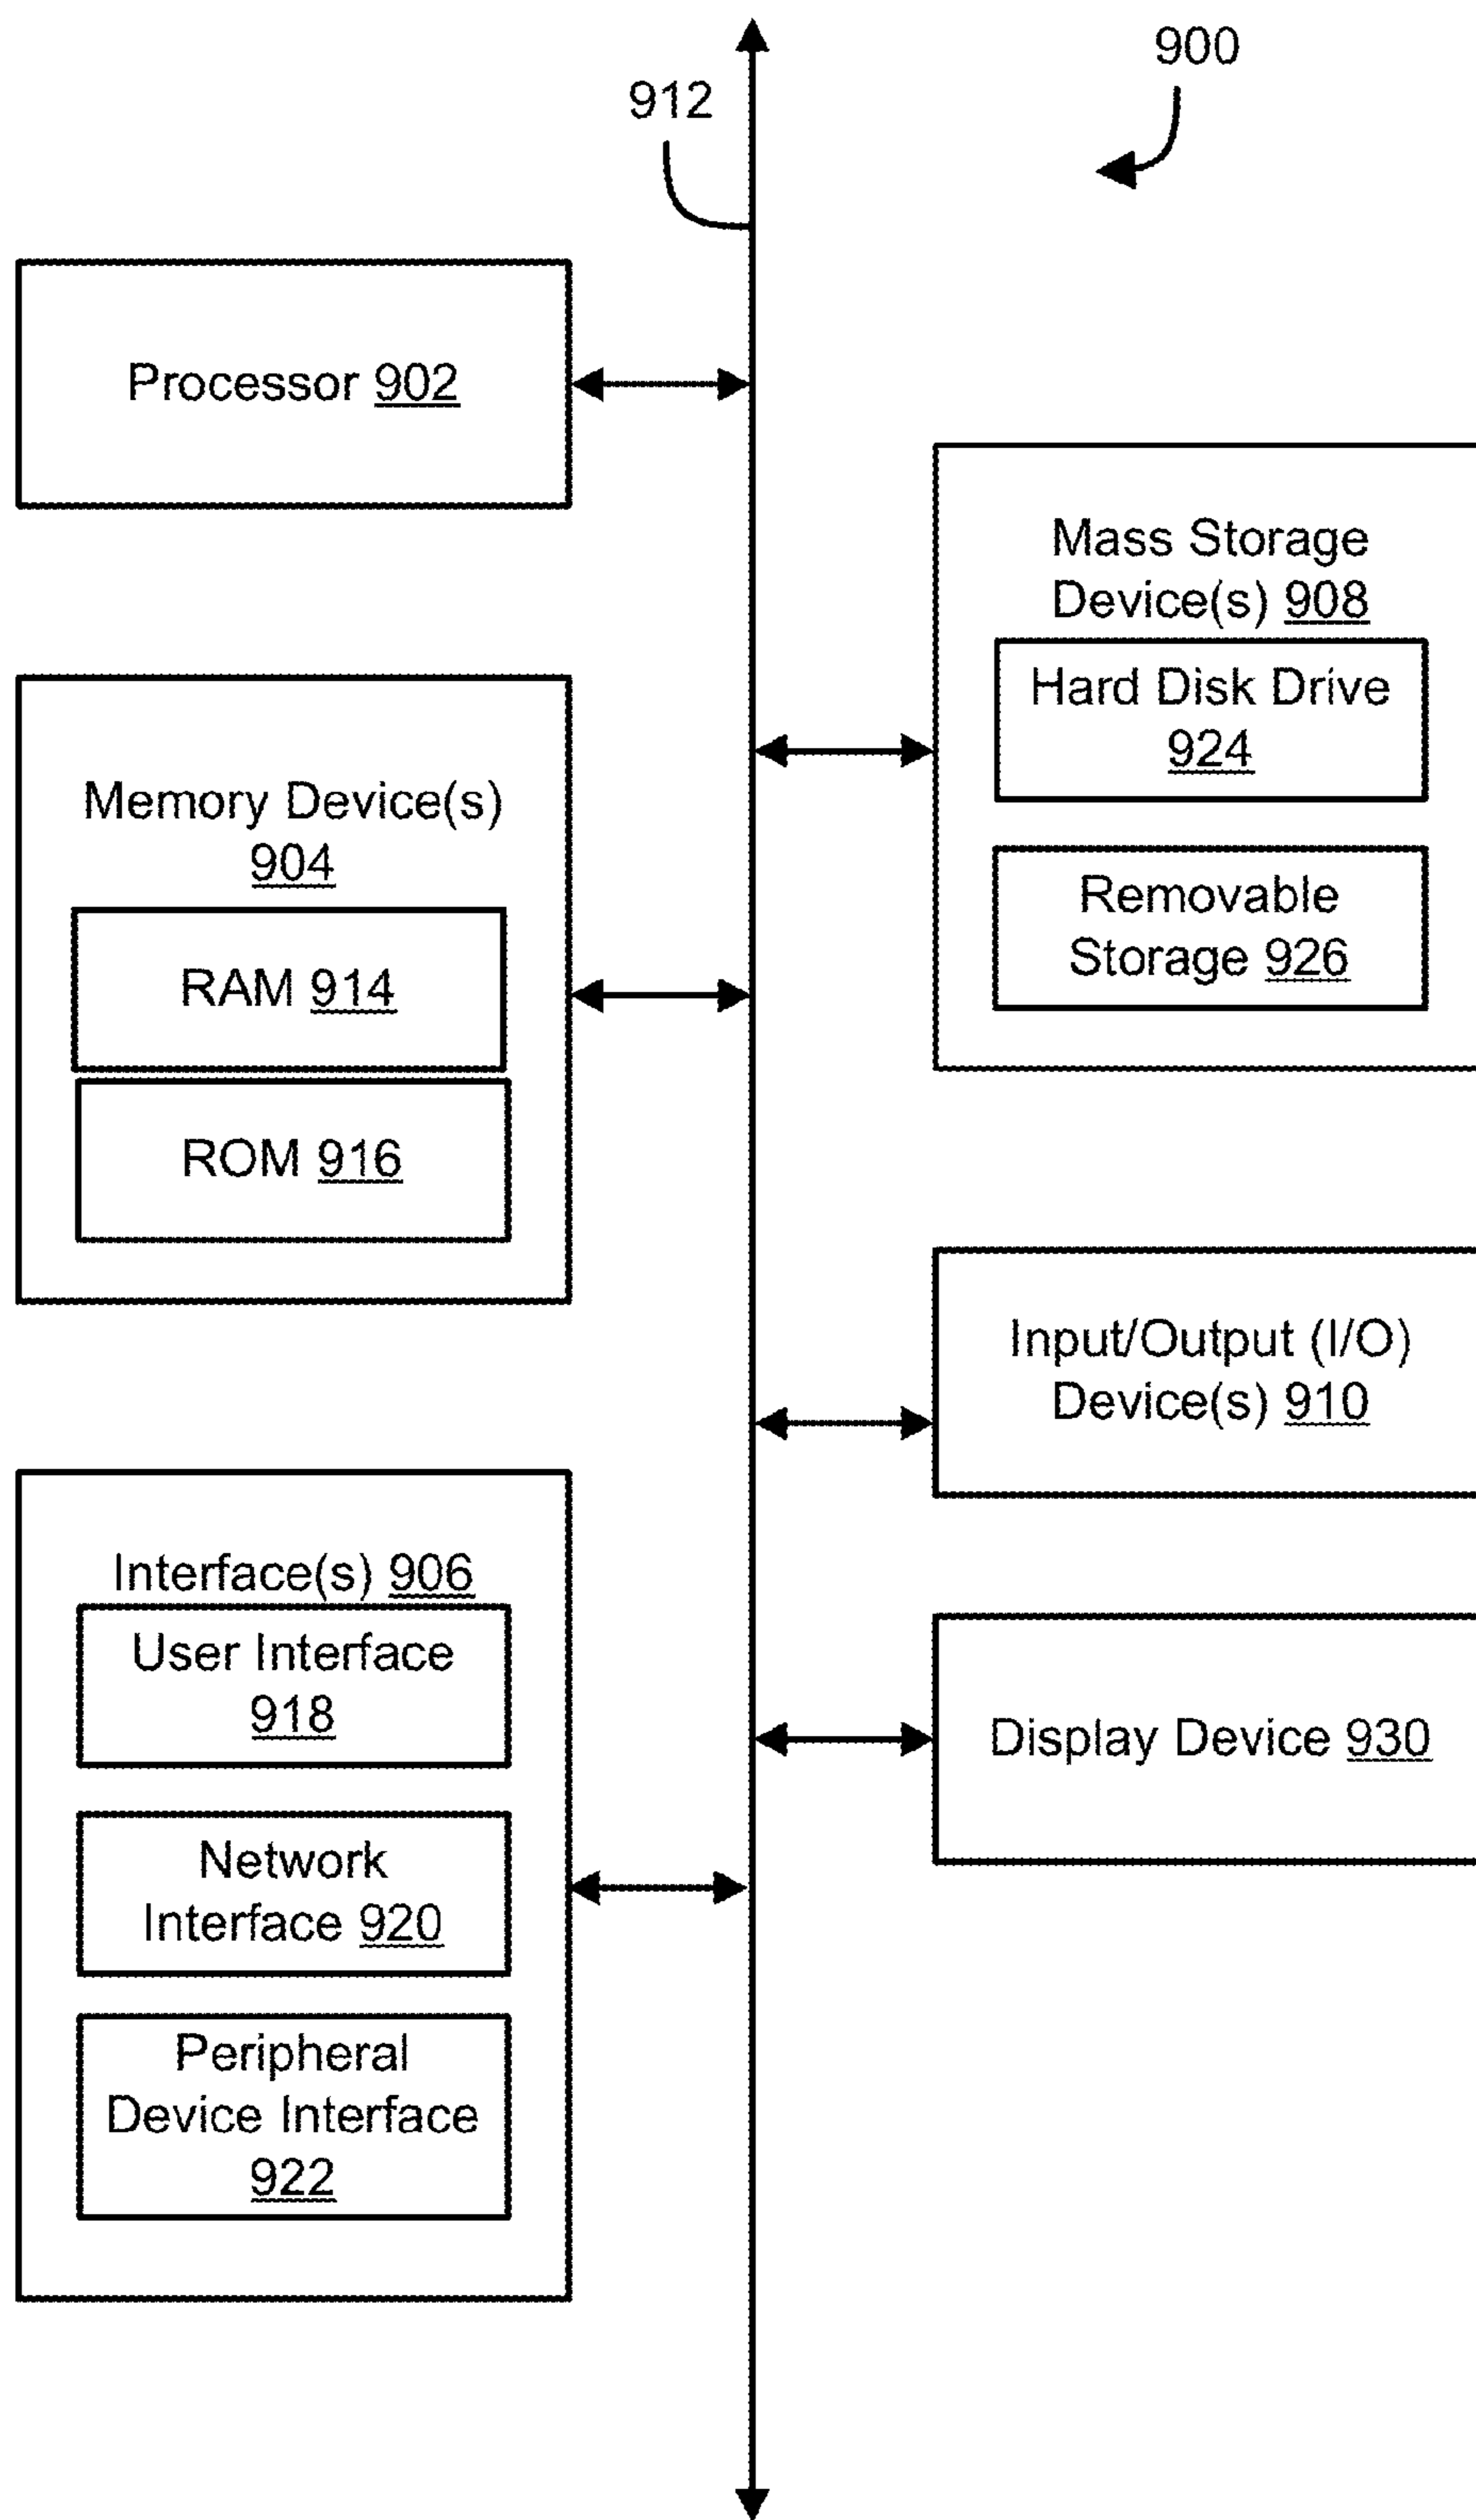 900
912
Processor 902
Mass Storage
Device(s) 908
Hard Disk Drive
924
Removable
Storage 926
Memory Device(s)
904
RAM 914
ROM 916
Input/Output (I/O)
Device(s) 910
Interface(s) 906
User Interface
918
Network
Interface 920
Peripheral
Device Interface
922
Display Device 930